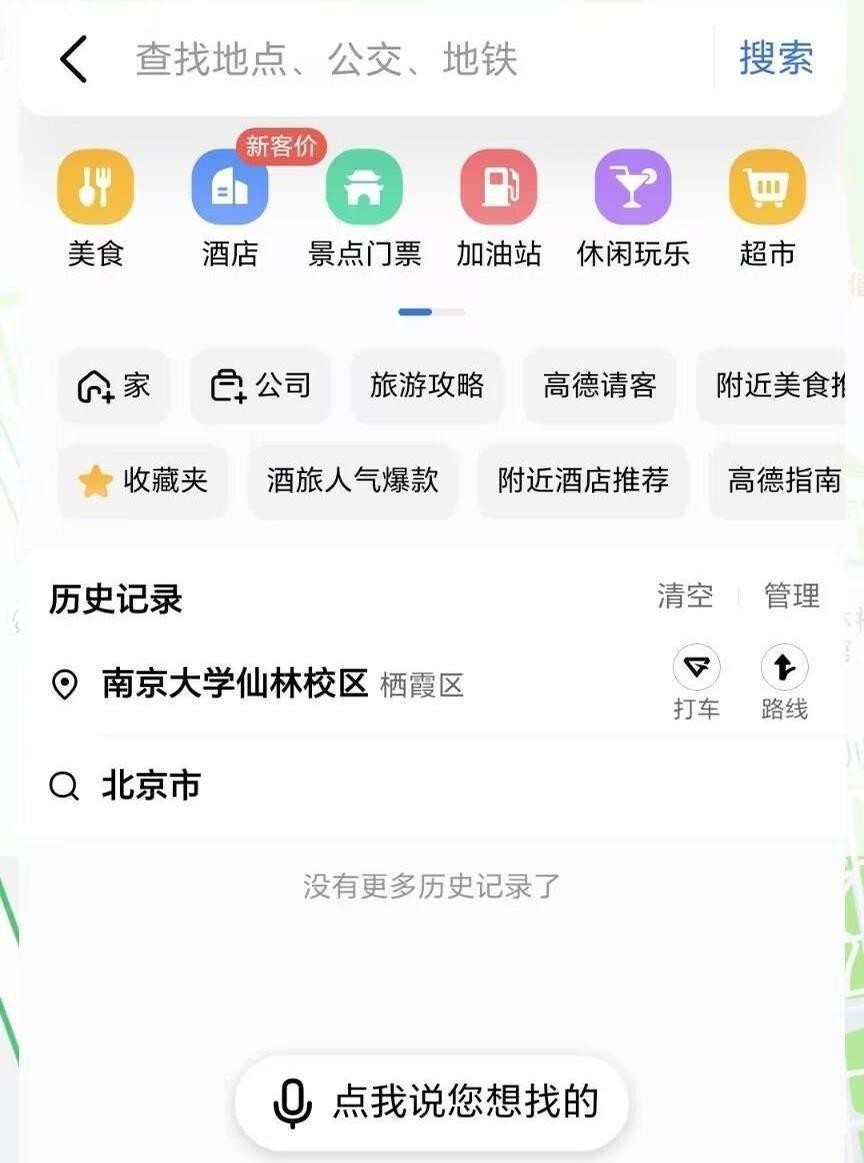 查找地点、公交、地铁 搜索
新客价
美食 酒店 景点门票 加油站 休闲玩乐 超市
家 公司 旅游攻略 高德请客 附近美食推
收藏夹 酒旅人气爆款 附近酒店推荐 高德指南
历史记录 清空 管理
南京大学仙林校区 栖霞区
打车 路线
北京市
没有更多历史记录了
点我说您想找的